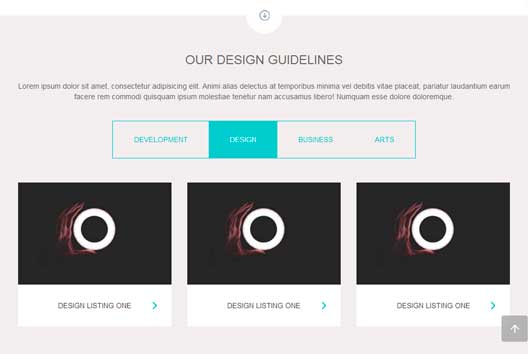 OUR DESIGN GUIDELINES
Lorem ipsum dolor sit amet, consectetur adipisicing elit. Animi alias delectus at temporibus minima vel debitis vitae placeat, pariatur laudantium earum
facere rem commodi quisquam ipsum molestiae tenetur nam accusamus libero! Numquam esse dolore doloremque.
DEVELOPMENT DESIGN BUSINESS ARTS
DESIGN LISTING ONE DESIGN LISTING ONE DESIGN LISTING ONE